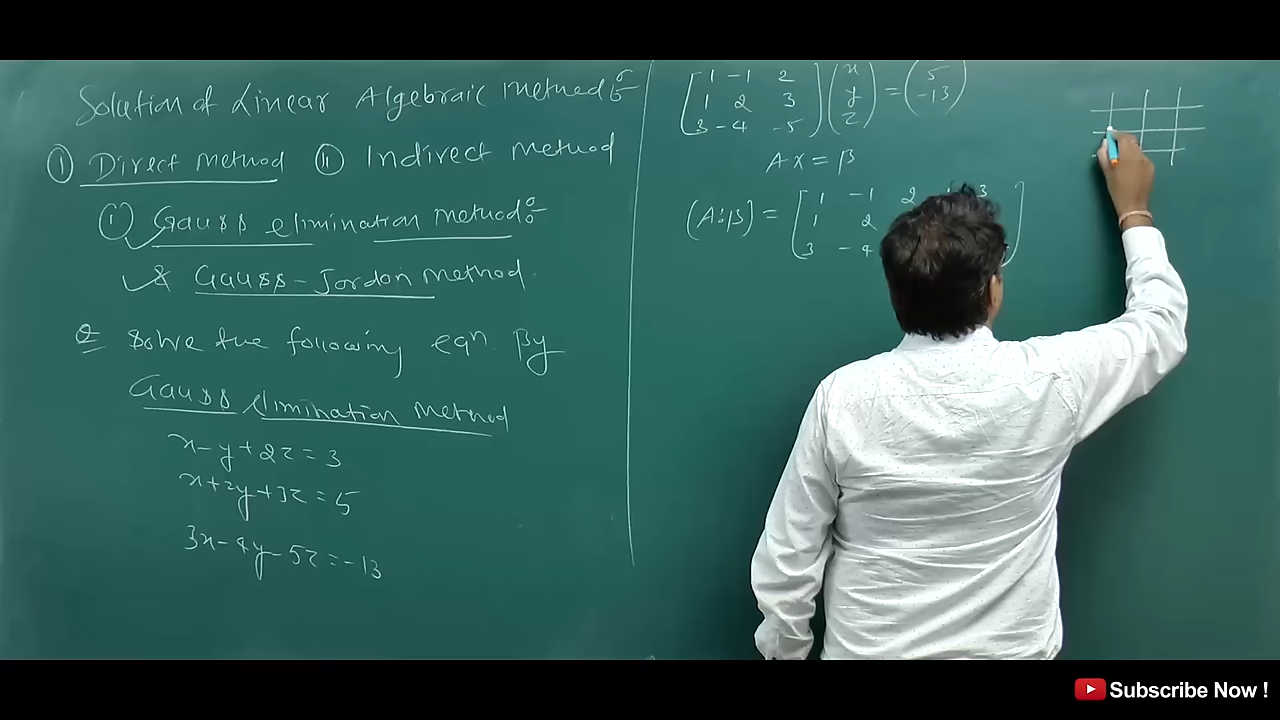 Solution of Linear Algebraic method :-
① Direct method ⑪ Indirect method
(i) Gauss elimination method :-
& Gauss-Jordon method.
Q solve the following eqn. By
Gauss elimination method
x-y+2z=3
x+2y+3z=5
3x-4y-5z=-13
1 -1 2 x
1 2 3 y = 5
3 -4 -5 z -13
AX=B
(A:B) = 1 -1 2 3
1 2
3 -4
Subscribe Now !